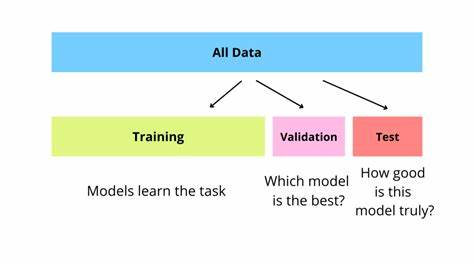 All Data
Training
Validation
Test
Models learn the task
Which model
is the best?
How good
is this
model truly?